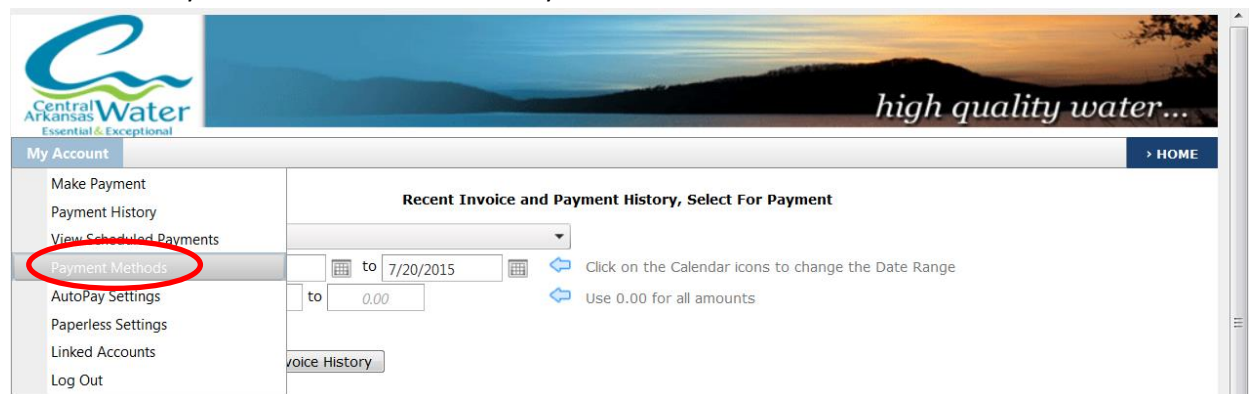 Central
Arkansas Water
Essential & Exceptional
high quality water...
My Account
› HOME
Make Payment
Payment History
View Scheduled Payments
Payment Methods
AutoPay Settings
Paperless Settings
Linked Accounts
Log Out
Recent Invoice and Payment History, Select For Payment
to 7/20/2015 Click on the Calendar icons to change the Date Range
to 0.00 Use 0.00 for all amounts
voice History